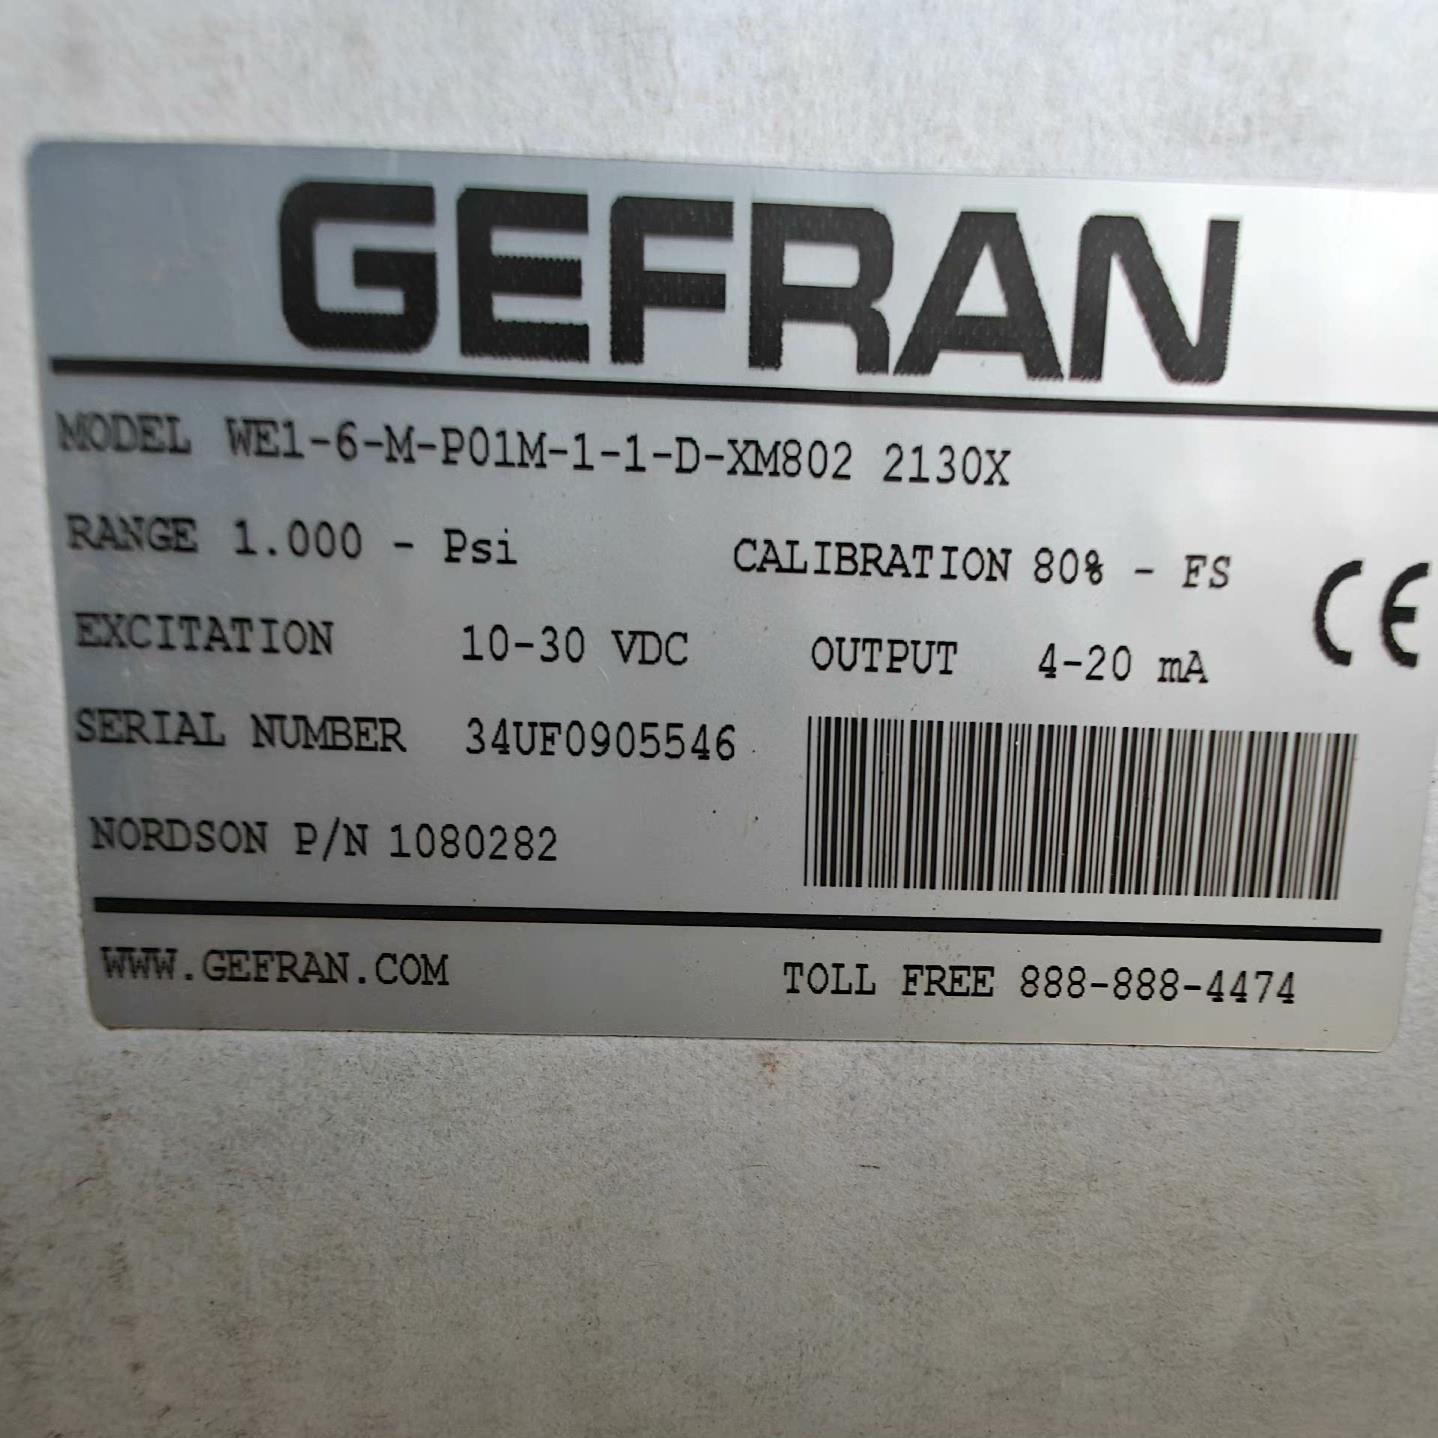 GEFRAN
MODEL WE1-6-M-P01M-1-1-D-XM802 2130X
RANGE 1.000 - Psi CALIBRATION 80% - FS
CE
EXCITATION 10-30 VDC OUTPUT 4-20 mA
SERIAL NUMBER 34UF0905546
NORDSON P/N 1080282
WWW.GEFRAN.COM TOLL FREE 888-888-4474